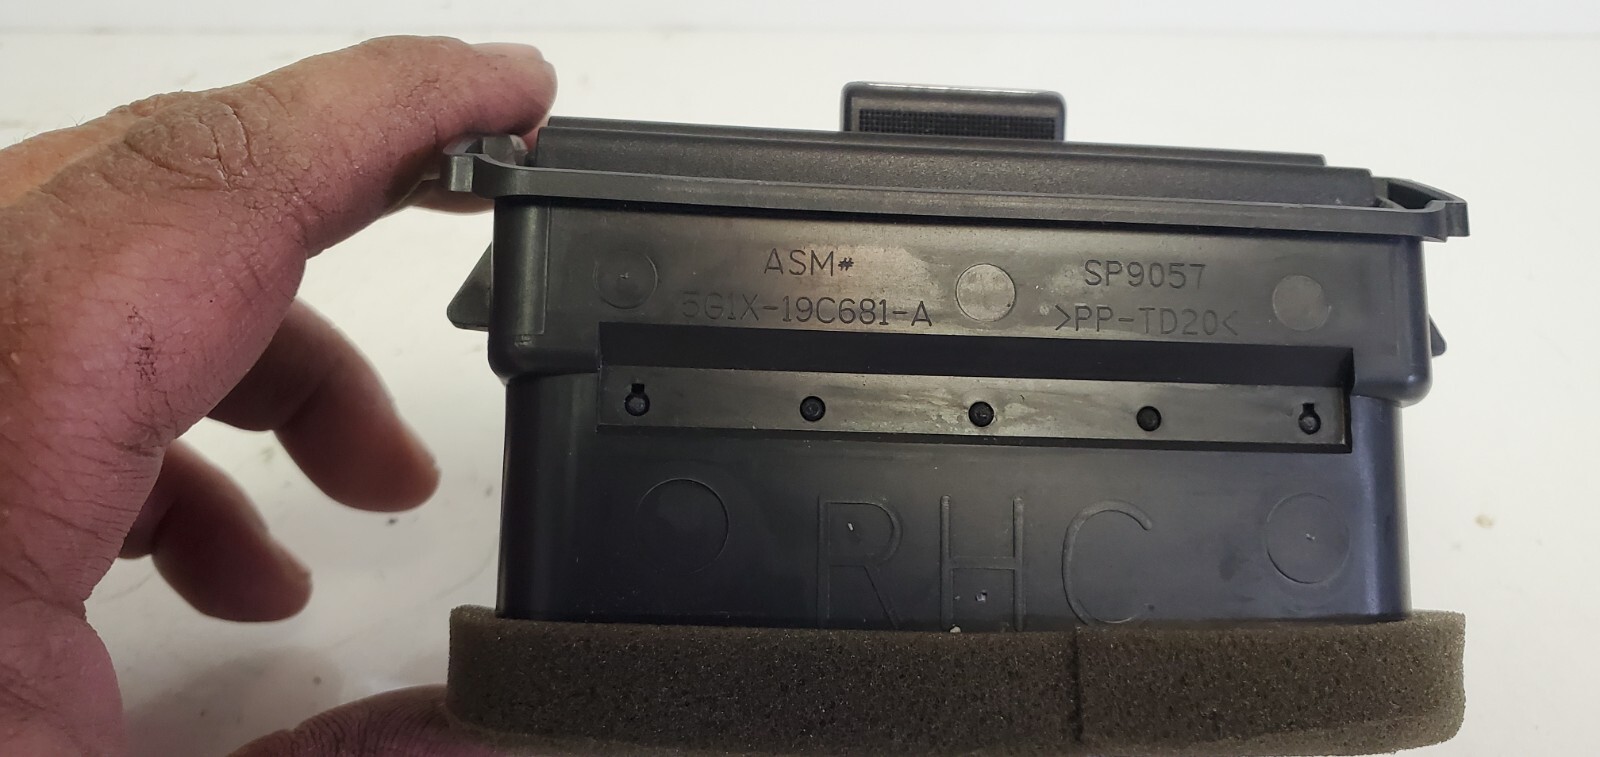 ASM#
5G1X-19C681-A
SP9057
>PP-TD20<
RHC